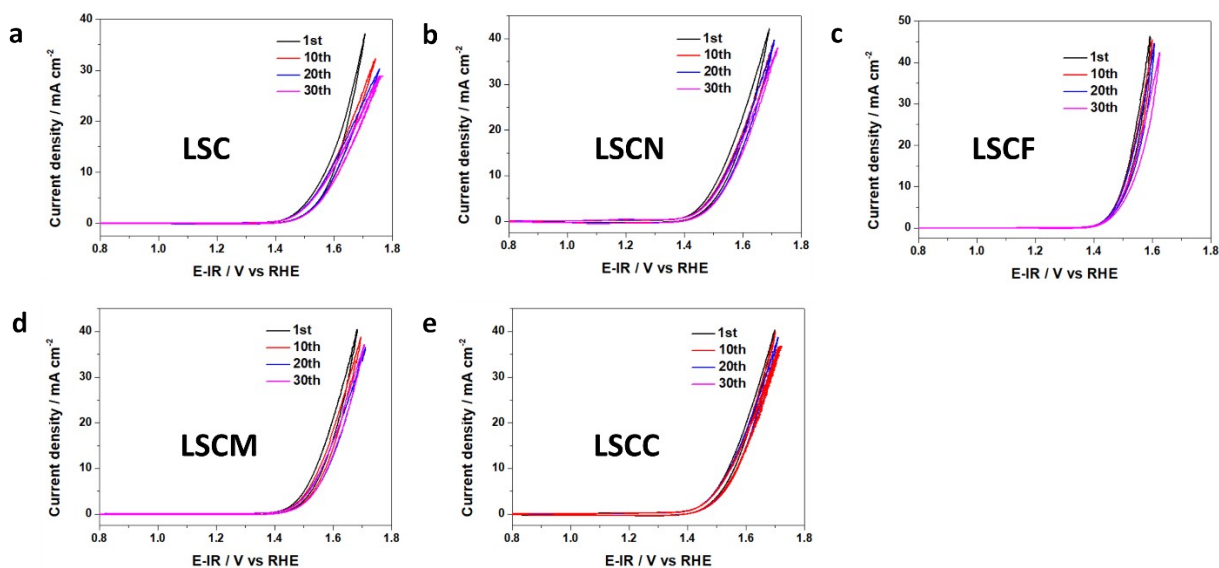 a
Current density / mA cm⁻²
40
30
20
10
0
1st
10th
20th
30th
LSC
0.8 1.0 1.2 1.4 1.6 1.8
E-IR / V vs RHE
b
Current density / mA cm⁻²
40
30
20
10
0
1st
10th
20th
30th
LSCN
0.8 1.0 1.2 1.4 1.6 1.8
E-IR / V vs RHE
c
Current density / mA cm⁻²
50
40
30
20
10
0
1st
10th
20th
30th
LSCF
0.8 1.0 1.2 1.4 1.6 1.8
E-IR / V vs RHE
d
Current density / mA cm⁻²
40
30
20
10
0
1st
10th
20th
30th
LSCM
0.8 1.0 1.2 1.4 1.6 1.8
E-IR / V vs RHE
e
Current density / mA cm⁻²
40
30
20
10
0
1st
10th
20th
30th
LSCC
0.8 1.0 1.2 1.4 1.6 1.8
E-IR / V vs RHE